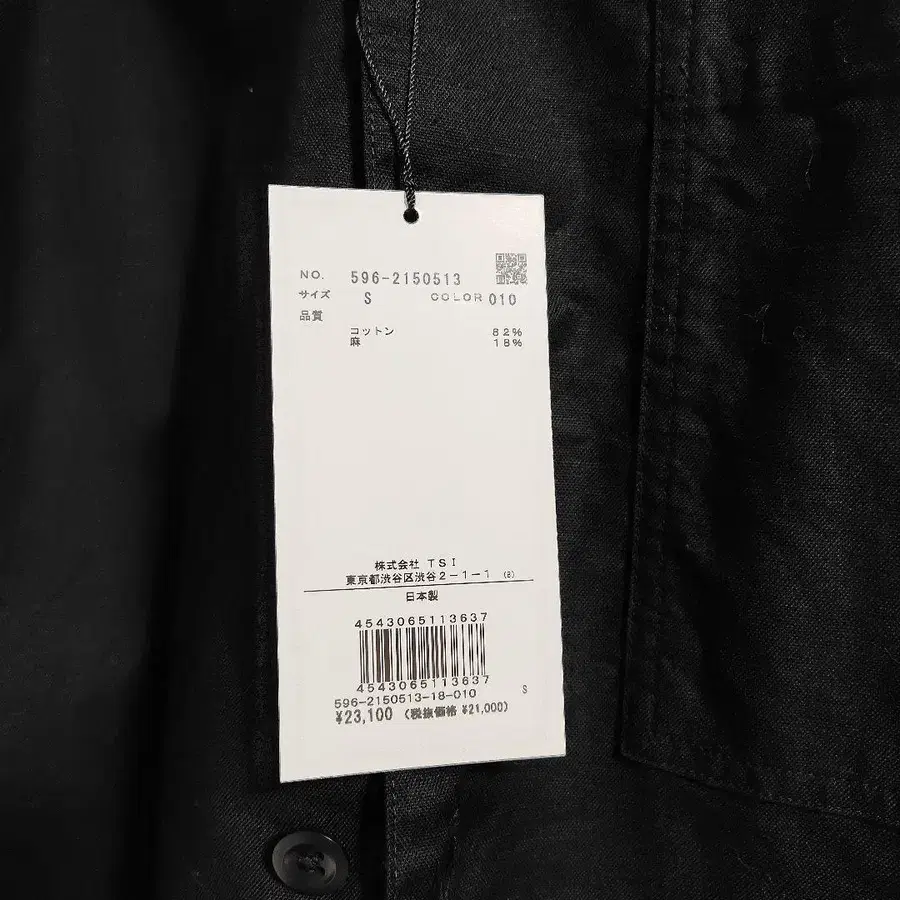 NO. 596-2150513
サイズ S COLOR 010
品質
コットン 82%
麻 18%
株式会社 TSI
東京都渋谷区渋谷2-1-1 (8)
日本製
4543065113637
4543065113637
596-2150513-18-010 S
¥23,100 (税抜価格 ¥21,000)